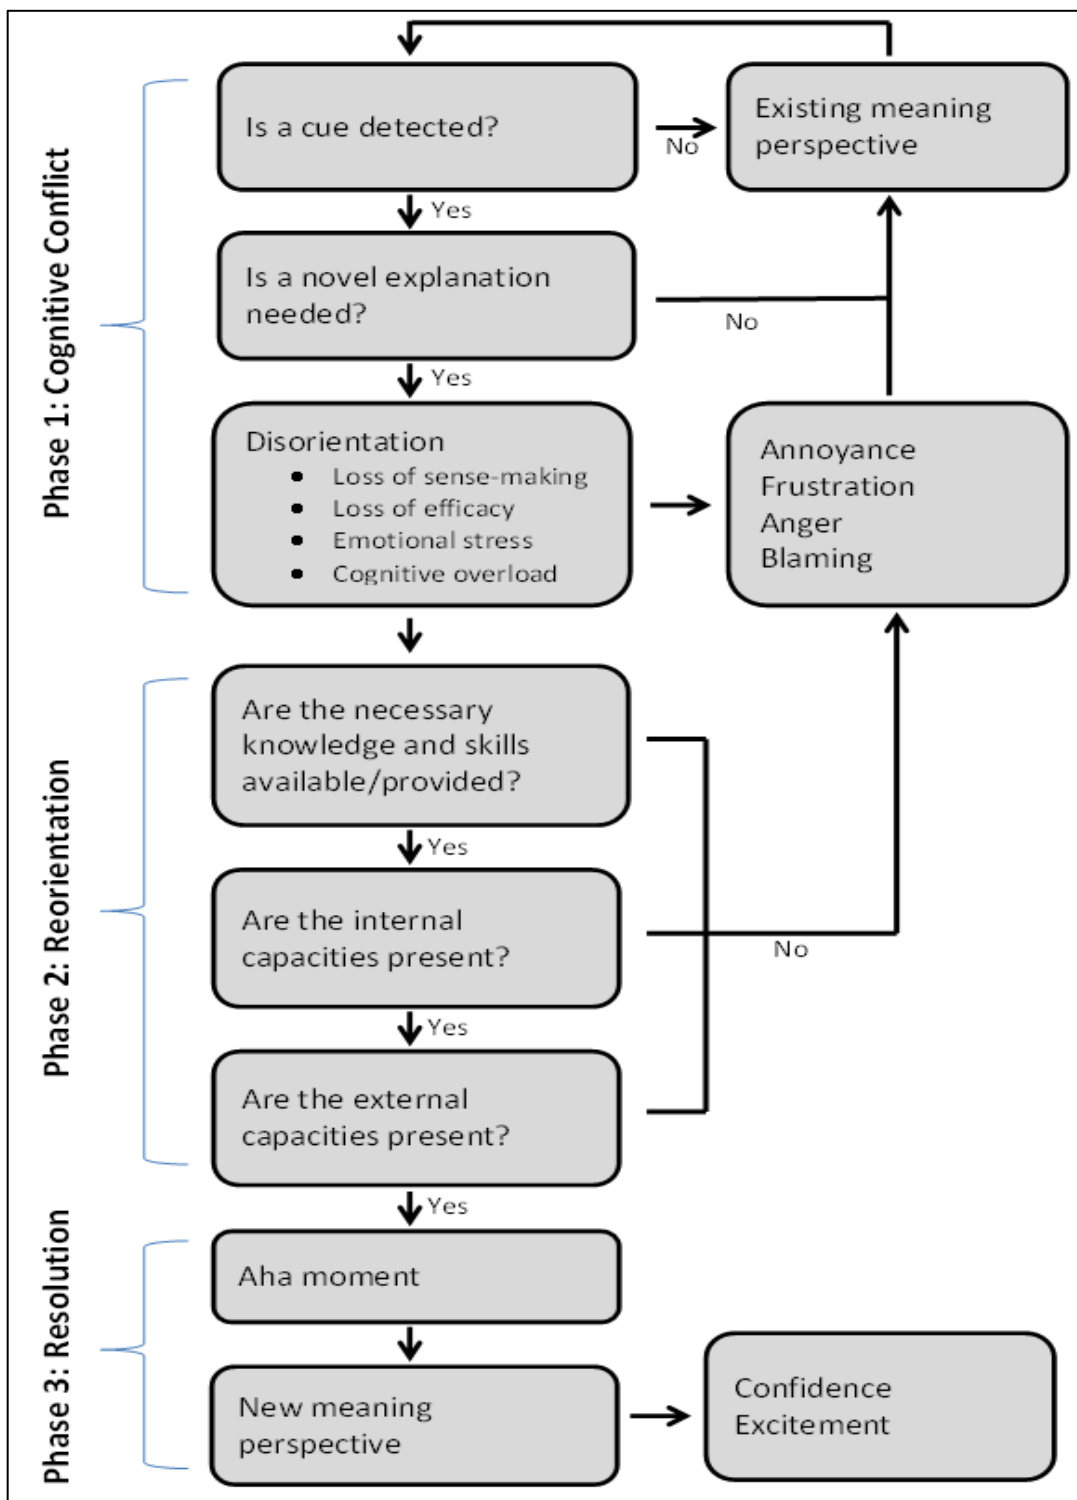 Phase 1: Cognitive Conflict
Is a cue detected?
No
Existing meaning
perspective
Yes
Is a novel explanation
needed?
No
Yes
Disorientation
• Loss of sense-making
• Loss of efficacy
• Emotional stress
• Cognitive overload
Annoyance
Frustration
Anger
Blaming
Phase 2: Reorientation
Are the necessary
knowledge and skills
available/provided?
Yes
Are the internal
capacities present?
No
Yes
Are the external
capacities present?
Yes
Phase 3: Resolution
Aha moment
New meaning
perspective
Confidence
Excitement